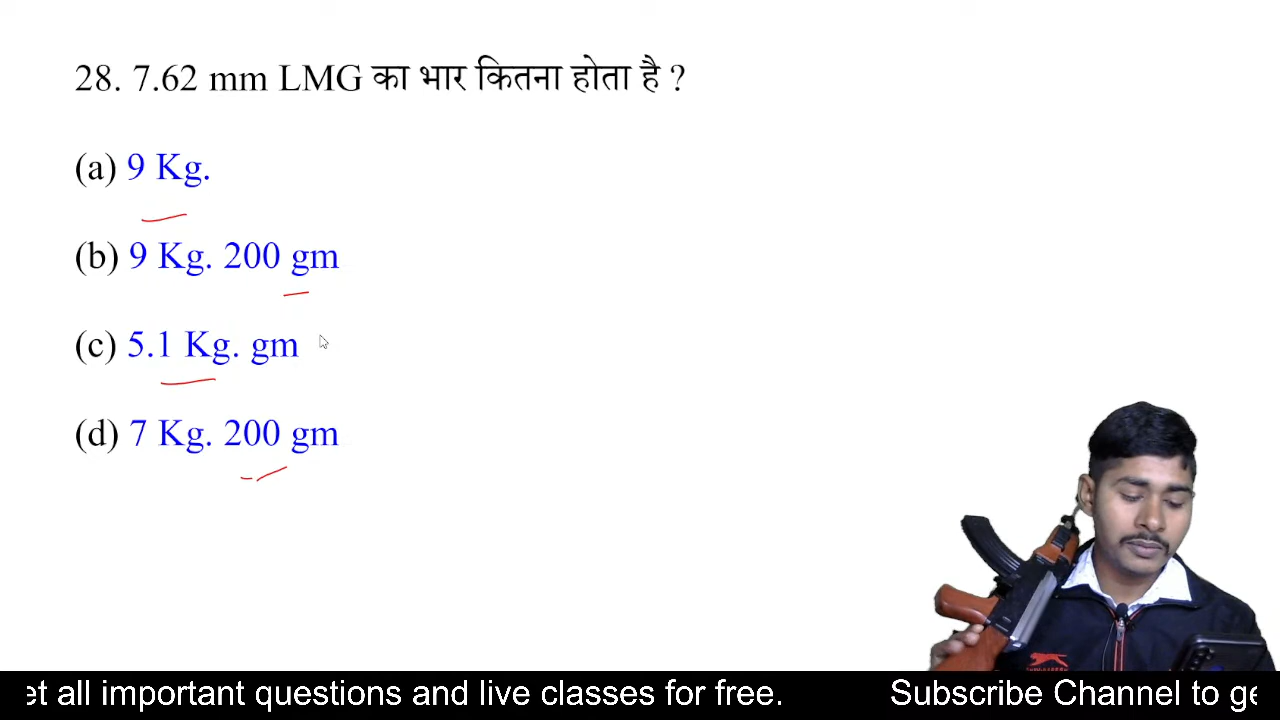 28. 7.62 mm LMG का भार कितना होता है ?
(a) 9 Kg.
(b) 9 Kg. 200 gm
(c) 5.1 Kg. gm
(d) 7 Kg. 200 gm
et all important questions and live classes for free. Subscribe Channel to ge